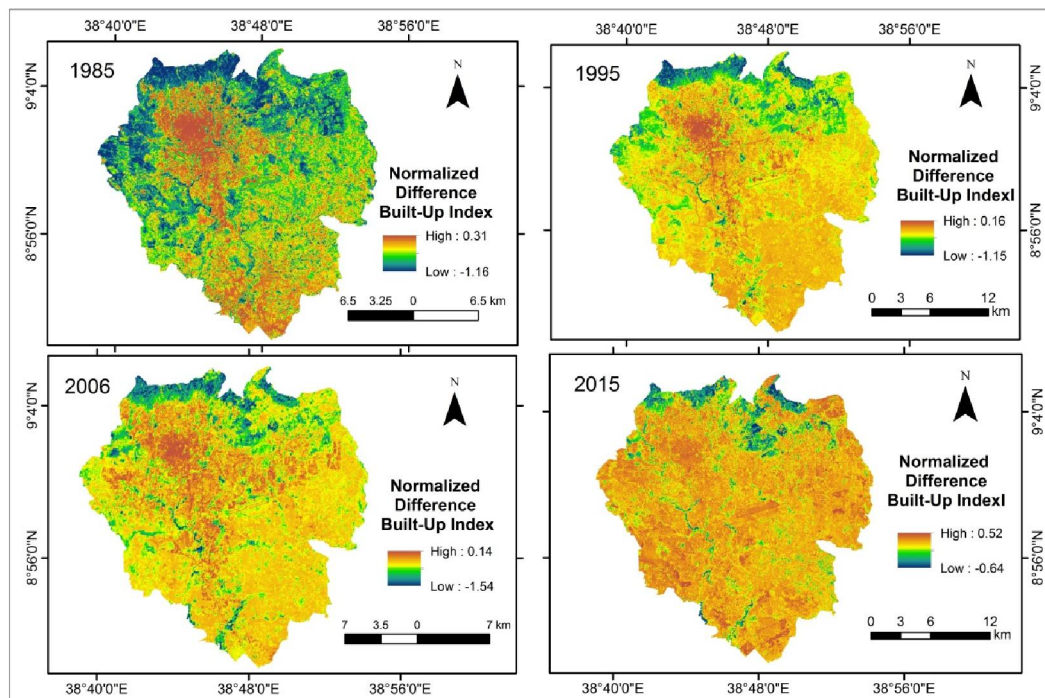 38°40'0"E 38°48'0"E 38°56'0"E
1985
N
9°4'0"N
8°56'0"N
Normalized
Difference
Built-Up Index
High : 0.31
Low : -1.16
6.5 3.25 0 6.5 km
38°40'0"E 38°48'0"E 38°56'0"E
1995
N
9°4'0"N
8°56'0"N
Normalized
Difference
Built-Up Indexl
High : 0.16
Low : -1.15
0 3 6 12
km
2006
N
9°4'0"N
8°56'0"N
Normalized
Difference
Built-Up Index
High : 0.14
Low : -1.54
7 3.5 0 7 km
38°40'0"E 38°48'0"E 38°56'0"E
2015
N
9°4'0"N
8°56'0"N
Normalized
Difference
Built-Up Indexl
High : 0.52
Low : -0.64
0 3 6 12
km
38°40'0"E 38°48'0"E 38°56'0"E